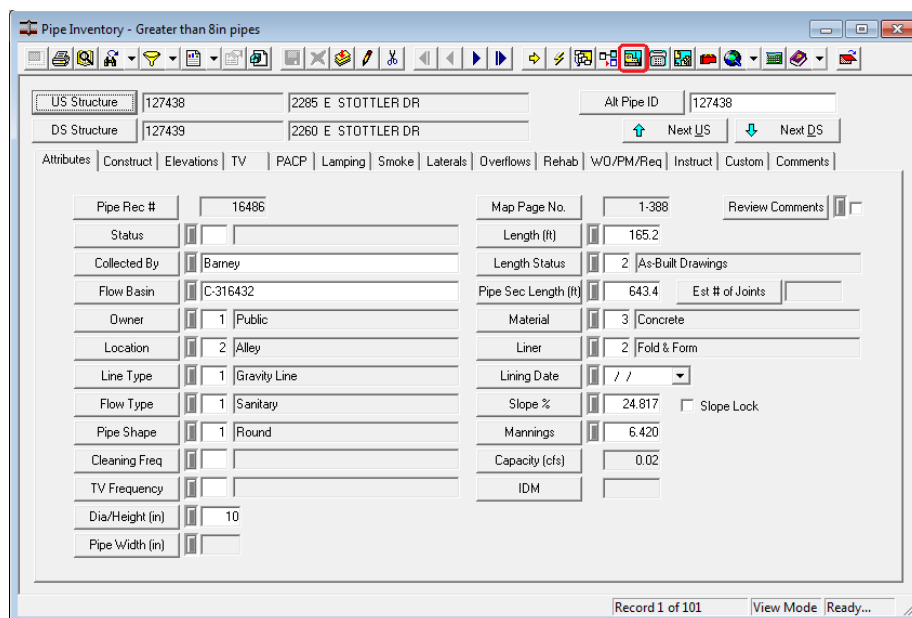 Pipe Inventory - Greater than 8in pipes
US Structure 127438 2285 E STOTTLER DR Alt Pipe ID 127438
DS Structure 127439 2260 E STOTTLER DR Next US Next DS
Attributes Construct Elevations TV PACP Lamping Smoke Laterals Overflows Rehab WO/PM/Req Instruct Custom Comments
Pipe Rec # 16486 Map Page No. 1-388 Review Comments
Status Length (ft) 165.2
Collected By Barney Length Status 2 As-Built Drawings
Flow Basin C-316432 Pipe Sec Length (ft) 643.4 Est # of Joints
Owner 1 Public Material 3 Concrete
Location 2 Alley Liner 2 Fold & Form
Line Type 1 Gravity Line Lining Date / /
Flow Type 1 Sanitary Slope % 24.817 Slope Lock
Pipe Shape 1 Round Mannings 6.420
Cleaning Freq Capacity (cfs) 0.02
TV Frequency IDM
Dia/Height (in) 10
Pipe Width (in)
Record 1 of 101 View Mode Ready...